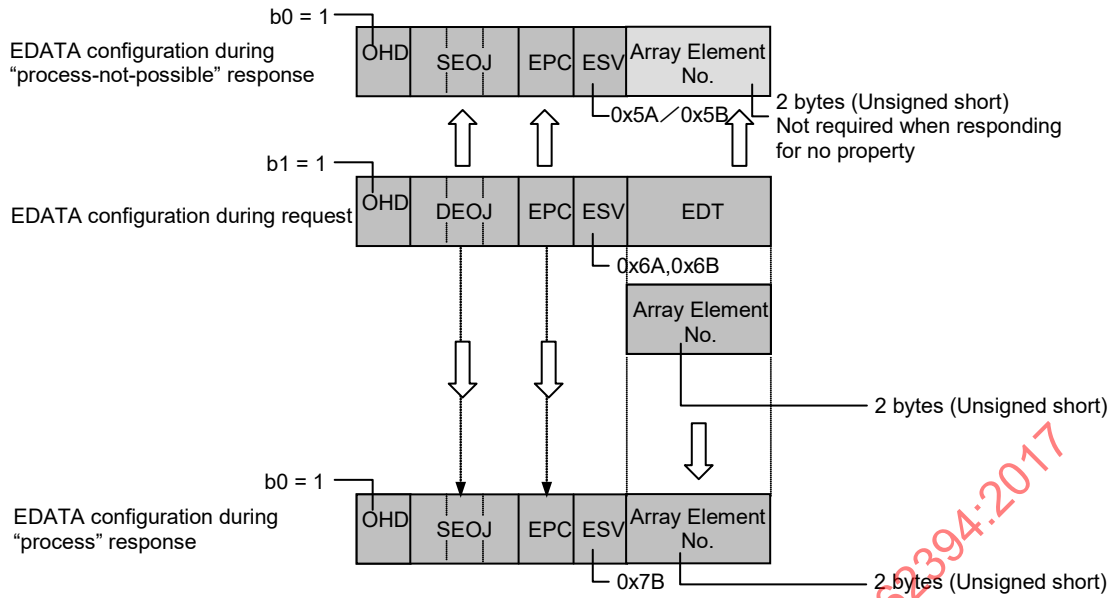 b0 = 1
EDATA configuration during
“process-not-possible” response
OHD
SEOJ
EPC
ESV
Array Element
No.
0x5A／0x5B
2 bytes (Unsigned short)
Not required when responding
for no property
b1 = 1
EDATA configuration during request
OHD
DEOJ
EPC
ESV
EDT
0x6A,0x6B
Array Element
No.
2 bytes (Unsigned short)
b0 = 1
EDATA configuration during
“process” response
OHD
SEOJ
EPC
ESV
Array Element
No.
0x7B
2 bytes (Unsigned short)
62394:2017